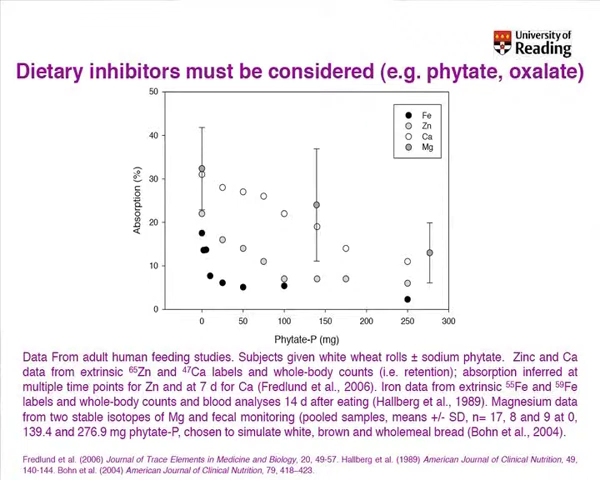 University of
Reading
Dietary inhibitors must be considered (e.g. phytate, oxalate)
50
40
30
20
10
0
Absorption (%)
Fe
Zn
Ca
Mg
0 50 100 150 200 250 300
Phytate-P (mg)
Data From adult human feeding studies. Subjects given white wheat rolls ± sodium phytate. Zinc and Ca
data from extrinsic ⁶⁵Zn and ⁴⁷Ca labels and whole-body counts (i.e. retention); absorption inferred at
multiple time points for Zn and at 7 d for Ca (Fredlund et al., 2006). Iron data from extrinsic ⁵⁵Fe and ⁵⁹Fe
labels and whole-body counts and blood analyses 14 d after eating (Hallberg et al., 1989). Magnesium data
from two stable isotopes of Mg and fecal monitoring (pooled samples, means +/- SD, n= 17, 8 and 9 at 0,
139.4 and 276.9 mg phytate-P, chosen to simulate white, brown and wholemeal bread (Bohn et al., 2004).
Fredlund et al. (2006) Journal of Trace Elements in Medicine and Biology, 20, 49-57. Hallberg et al. (1989) American Journal of Clinical Nutrition, 49,
140-144. Bohn et al. (2004) American Journal of Clinical Nutrition, 79, 418–423.